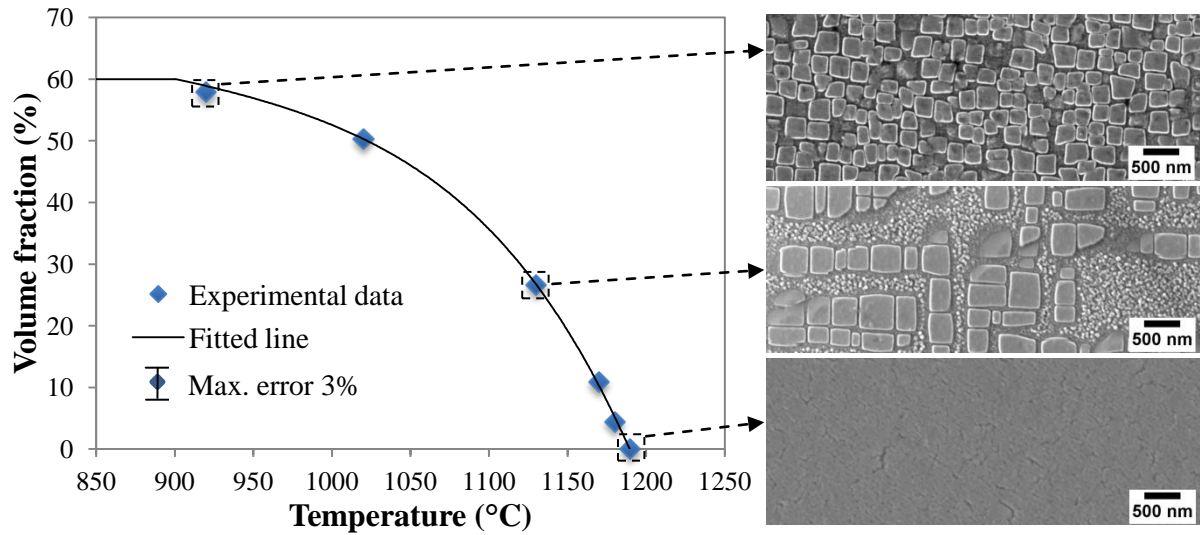 70
60
50
40
30
20
10
0
Volume fraction (%)
Experimental data
Fitted line
Max. error 3%
850 900 950 1000 1050 1100 1150 1200 1250
Temperature (°C)
500 nm
500 nm
500 nm